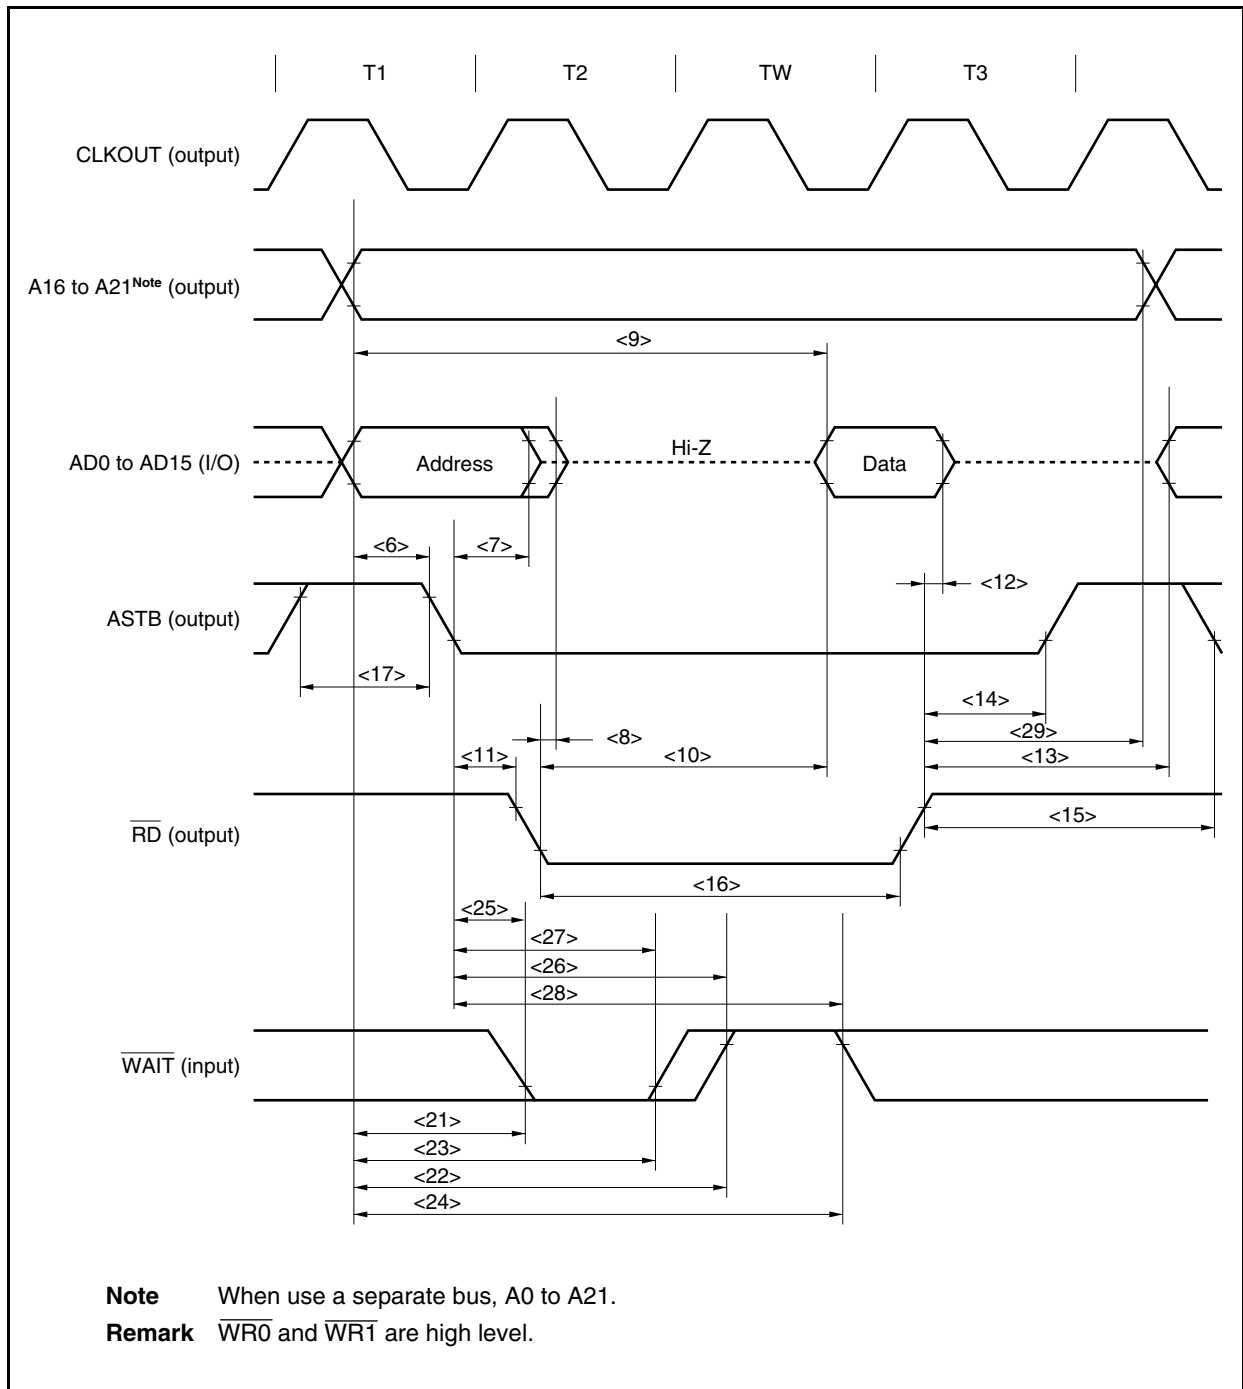 T1 T2 TW T3
CLKOUT (output)
A16 to A21Note (output)
<9>
AD0 to AD15 (I/O)
Address
Hi-Z
Data
<6> <7>
<12>
ASTB (output)
<17>
<14>
<8>
<29>
<11>
<10>
<13>
RD (output)
<15>
<16>
<25>
<27>
<26>
<28>
WAIT (input)
<21>
<23>
<22>
<24>
Note When use a separate bus, A0 to A21.
Remark WR0 and WR1 are high level.